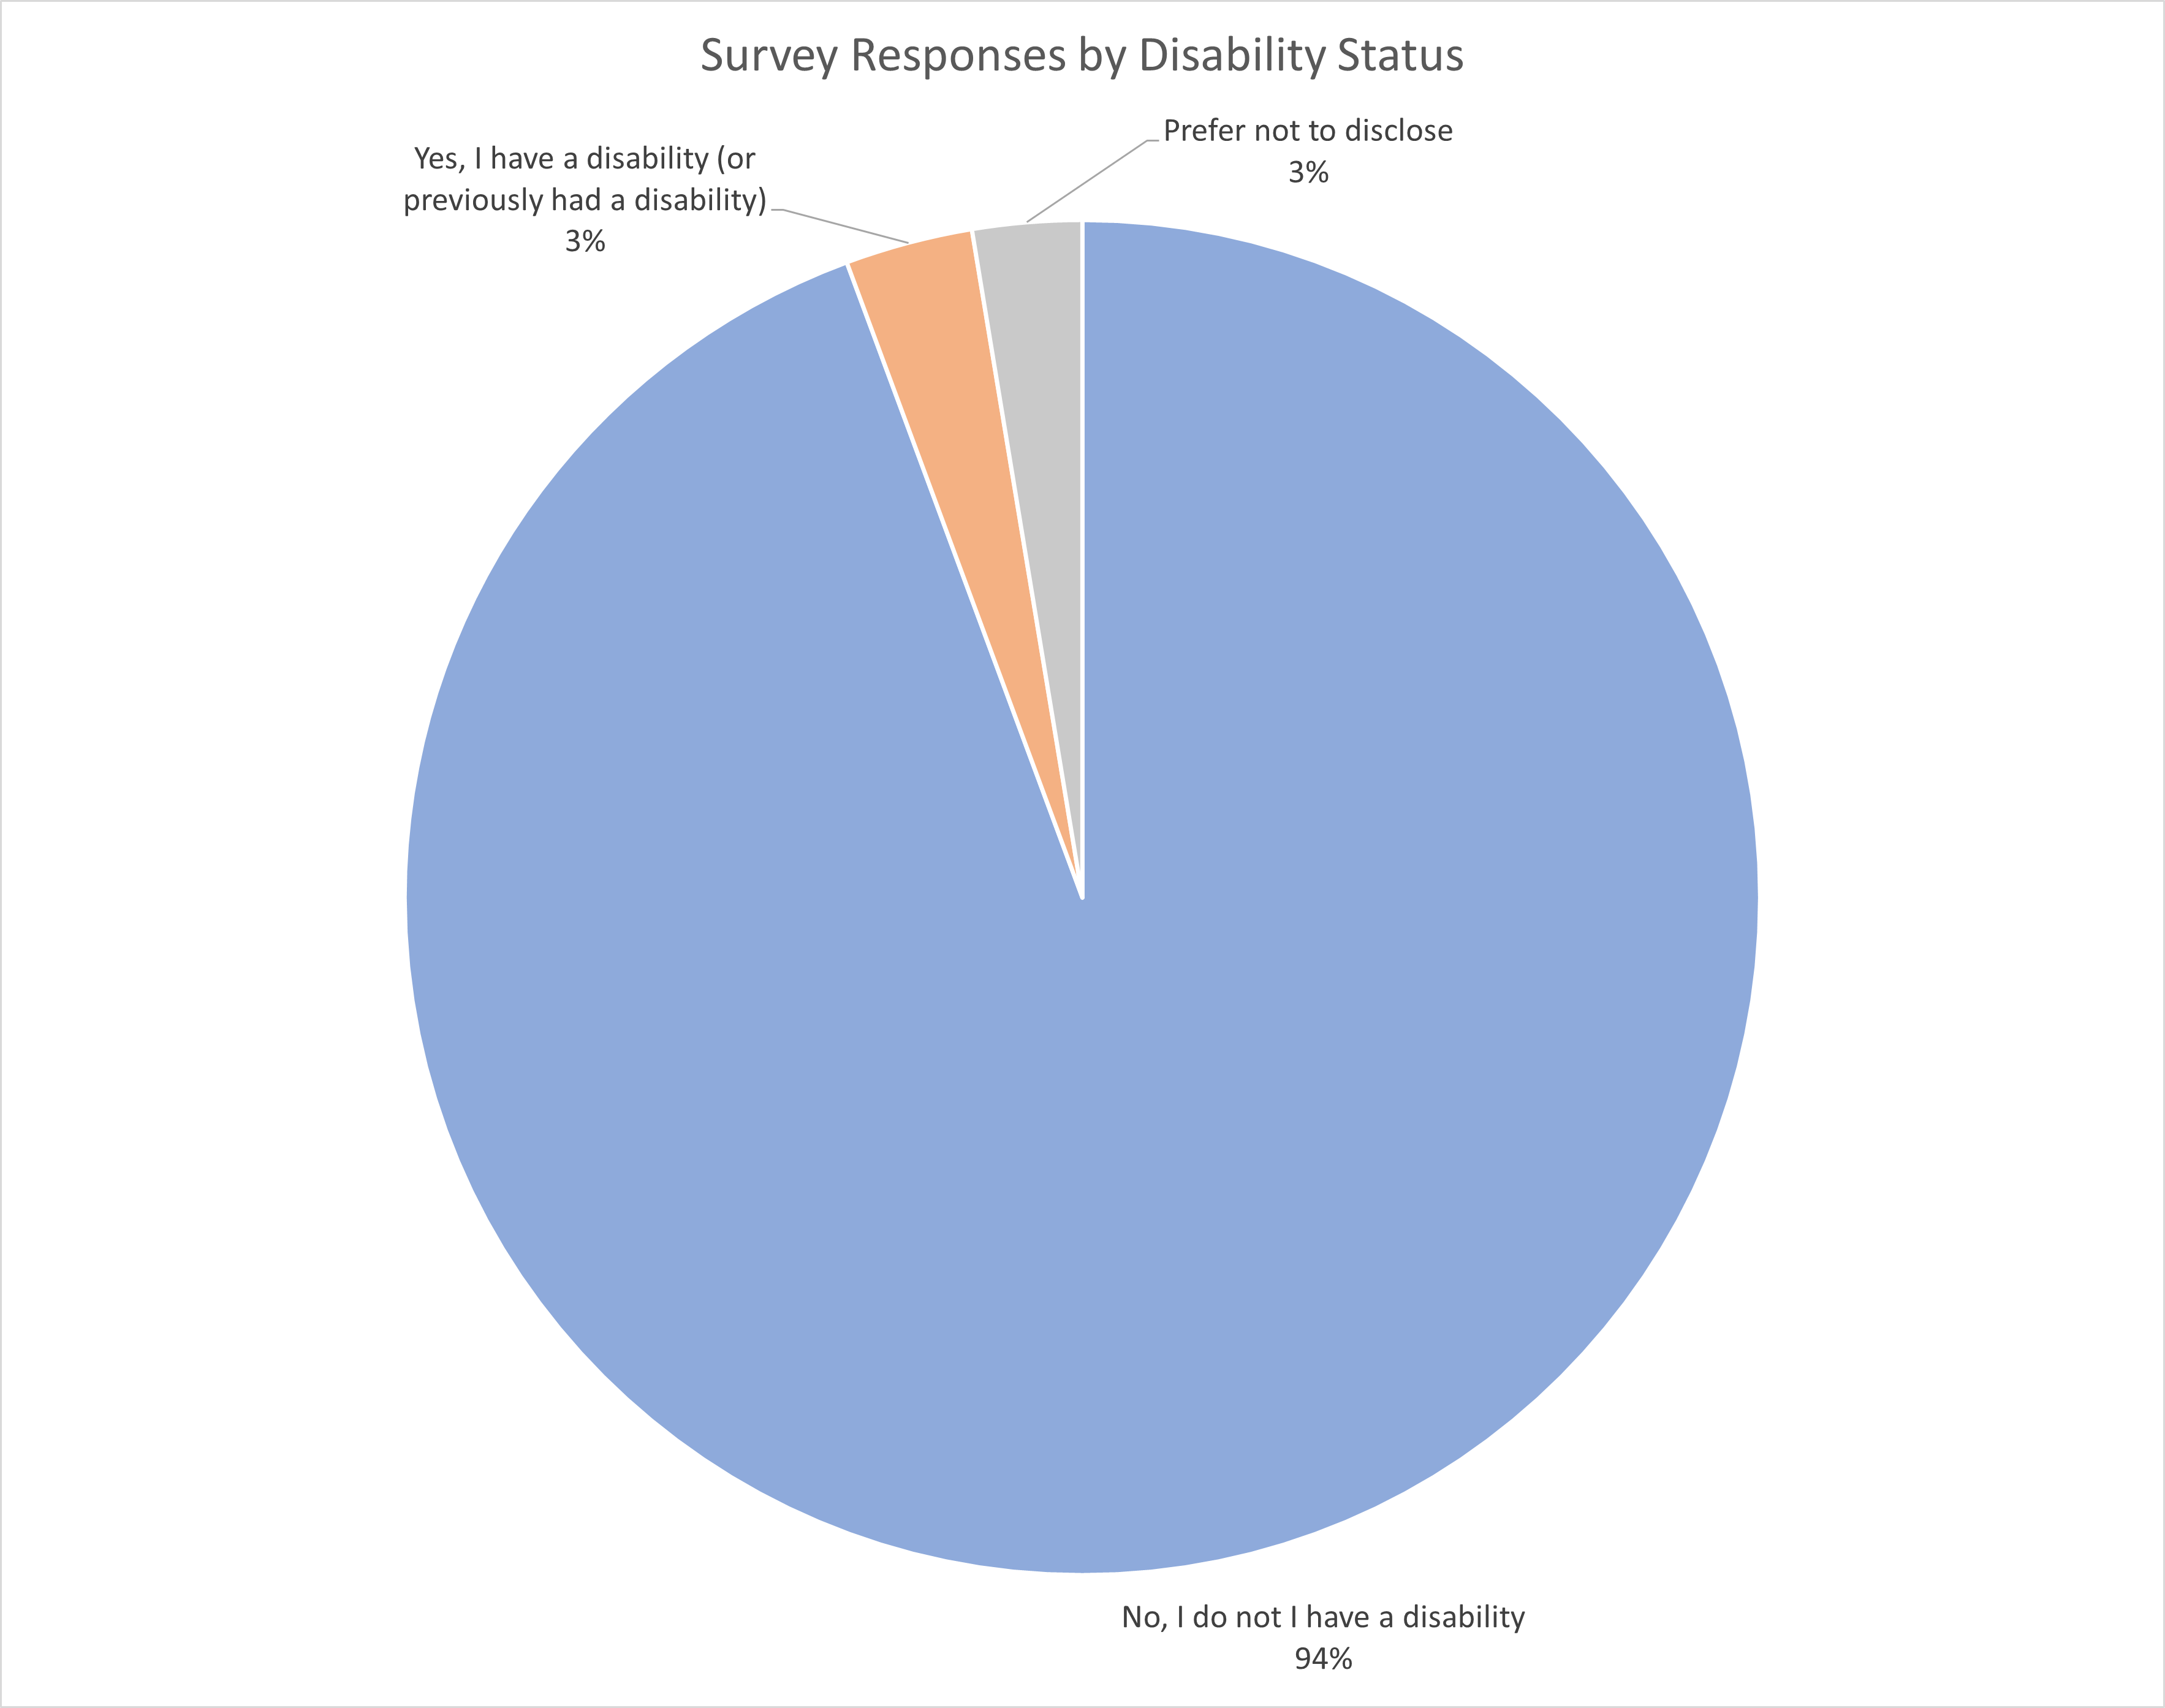 Survey Responses by Disability Status
Prefer not to disclose
3%
Yes, I have a disability (or
previously had a disability)
3%
No, I do not I have a disability
94%